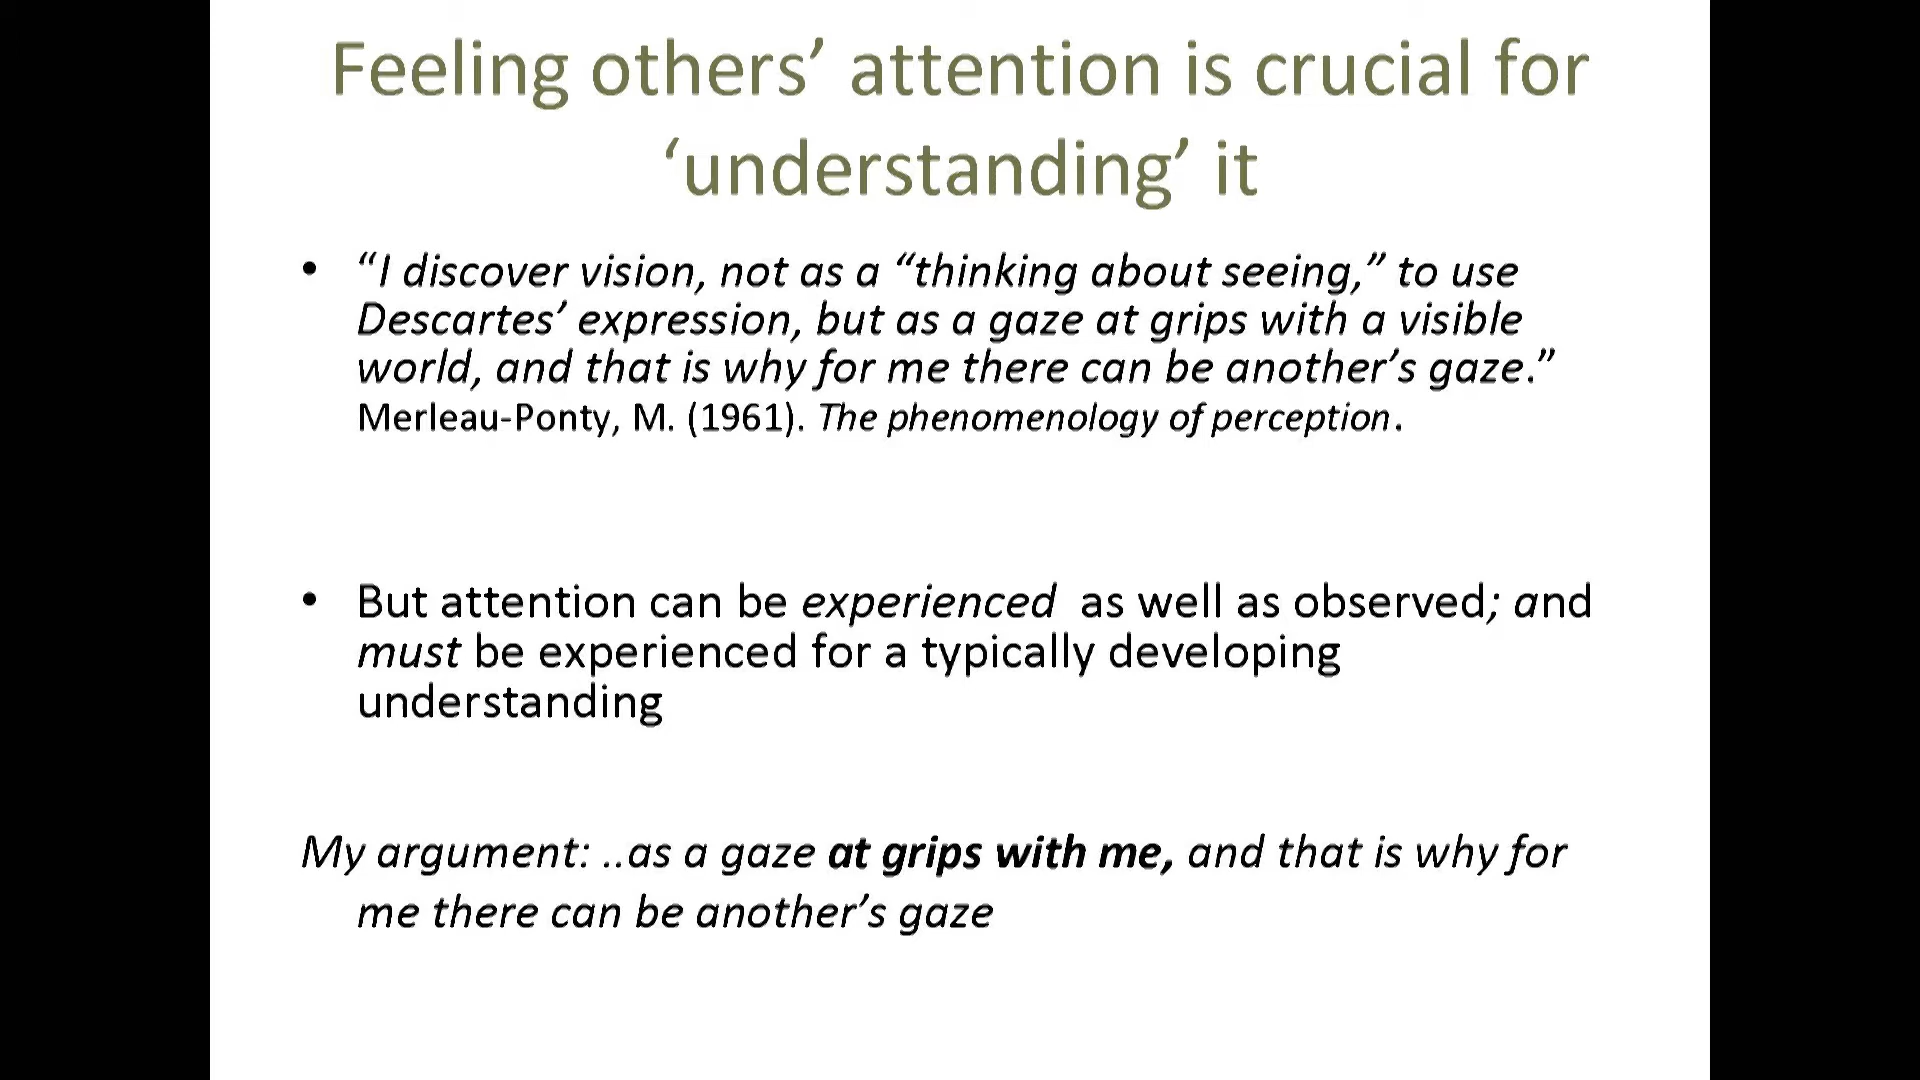 Feeling others’ attention is crucial for
‘understanding’ it
• “I discover vision, not as a “thinking about seeing,” to use
Descartes’ expression, but as a gaze at grips with a visible
world, and that is why for me there can be another’s gaze.”
Merleau-Ponty, M. (1961). The phenomenology of perception.
• But attention can be experienced as well as observed; and
must be experienced for a typically developing
understanding
My argument: ..as a gaze at grips with me, and that is why for
me there can be another’s gaze